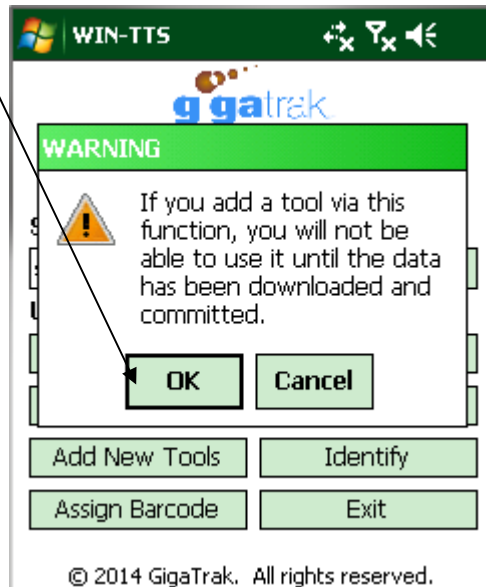 WIN-TTS
gigatrak
WARNING
If you add a tool via this
function, you will not be
able to use it until the data
has been downloaded and
committed.
OK Cancel
Add New Tools Identify
Assign Barcode Exit
© 2014 GigaTrak. All rights reserved.